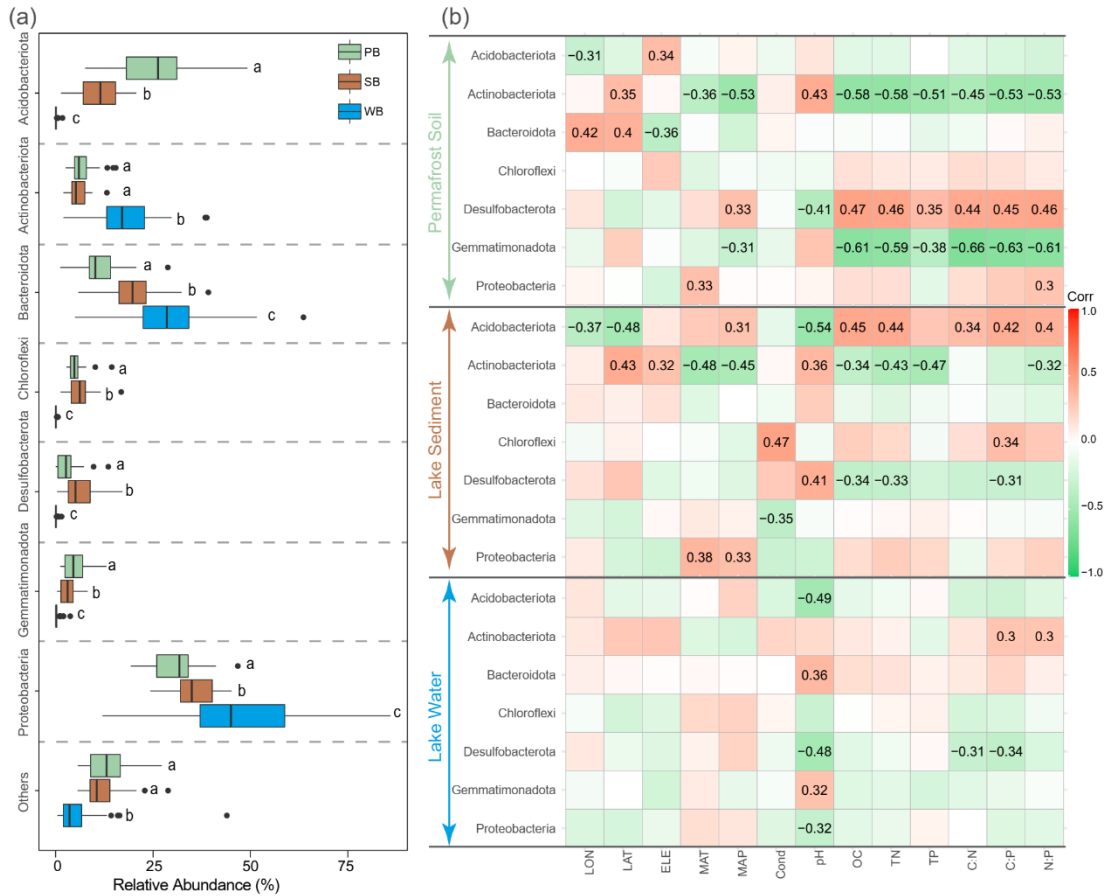 (a)
PB
SB
WB
Acidobacteriota
a
b
c
Actinobacteriota
a
a
b
Bacteroidota
a
b
c
Chloroflexi
a
b
c
Desulfobacterota
a
b
c
Gemmatimonadota
a
b
c
Proteobacteria
a
b
c
Others
a
a
b
0 25 50 75
Relative Abundance (%)
(b)
Permafrost Soil
Acidobacteriota −0.31 0.34
Actinobacteriota 0.35 −0.36 −0.53 0.43 −0.58 −0.58 −0.51 −0.45 −0.53 −0.53
Bacteroidota 0.42 0.4 −0.36
Chloroflexi
Desulfobacterota 0.33 −0.41 0.47 0.46 0.35 0.44 0.45 0.46
Gemmatimonadota −0.31 −0.61 −0.59 −0.38 −0.66 −0.63 −0.61
Proteobacteria 0.33 0.3
Lake Sediment
Acidobacteriota −0.37 −0.48 0.31 −0.54 0.45 0.44 0.34 0.42 0.4
Actinobacteriota 0.43 0.32 −0.48 −0.45 0.36 −0.34 −0.43 −0.47 −0.32
Bacteroidota
Chloroflexi 0.47 0.34
Desulfobacterota 0.41 −0.34 −0.33 −0.31
Gemmatimonadota −0.35
Proteobacteria 0.38 0.33
Lake Water
Acidobacteriota −0.49
Actinobacteriota 0.3 0.3
Bacteroidota 0.36
Chloroflexi
Desulfobacterota −0.48 −0.31 −0.34
Gemmatimonadota 0.32
Proteobacteria −0.32
LON LAT ELE MAT MAP Cond pH OC TN TP C:N C:P N:P
Corr
1.0
0.5
0.0
−0.5
−1.0